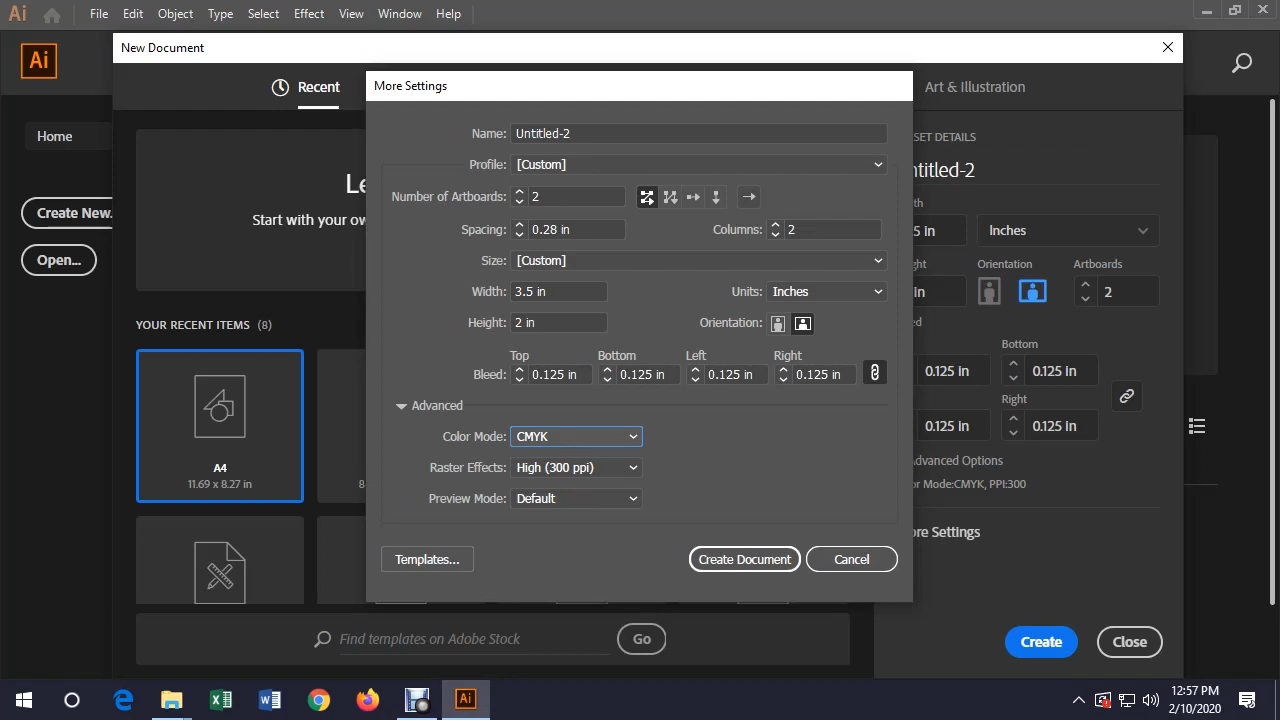 Ai File Edit Object Type Select Effect View Window Help
New Document
Ai
Recent
Art & Illustration
More Settings
Home
Create New.
Open...
Le
Start with your ow
YOUR RECENT ITEMS (8)
A4
11.69 x 8.27 in
8-
Find templates on Adobe Stock
Go
Name: Untitled-2
Profile: [Custom]
Number of Artboards: 2
Spacing: 0.28 in Columns: 2
Size: [Custom]
Width: 3.5 in Units: Inches
Height: 2 in Orientation:
Top Bottom Left Right
Bleed: 0.125 in 0.125 in 0.125 in 0.125 in
Advanced
Color Mode: CMYK
Raster Effects: High (300 ppi)
Preview Mode: Default
Templates... Create Document Cancel
SET DETAILS
ntitled-2
th
5 in Inches
ght Orientation Artboards
in 2
ed
Bottom
0.125 in 0.125 in
Right
0.125 in 0.125 in
dvanced Options
or Mode:CMYK, PPI:300
ore Settings
Create Close
Ai
12:57 PM
2/10/2020